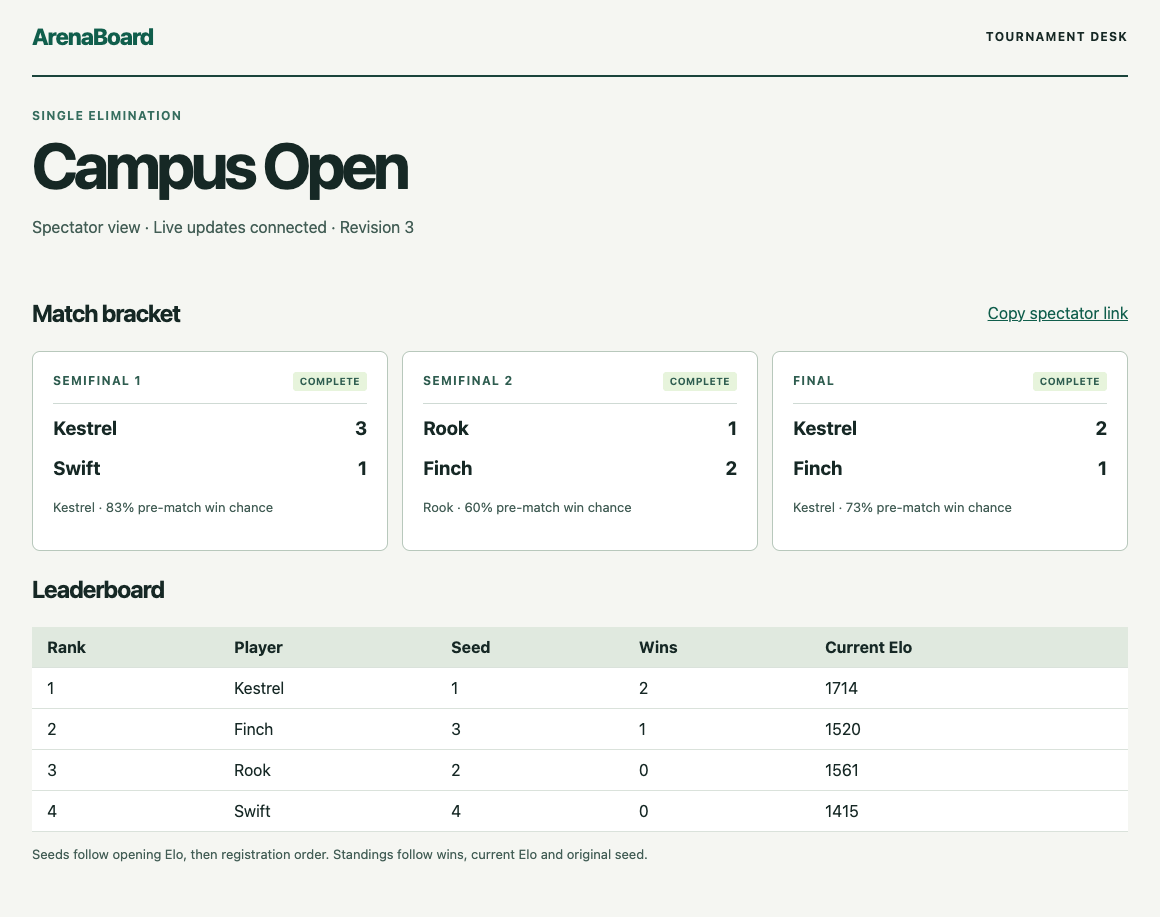 ArenaBoard
TOURNAMENT DESK
SINGLE ELIMINATION
Campus Open
Spectator view · Live updates connected · Revision 3
Match bracket
Copy spectator link
SEMIFINAL 1 COMPLETE
Kestrel 3
Swift 1
Kestrel · 83% pre-match win chance
SEMIFINAL 2 COMPLETE
Rook 1
Finch 2
Rook · 60% pre-match win chance
FINAL COMPLETE
Kestrel 2
Finch 1
Kestrel · 73% pre-match win chance
Leaderboard
Rank Player Seed Wins Current Elo
1 Kestrel 1 2 1714
2 Finch 3 1 1520
3 Rook 2 0 1561
4 Swift 4 0 1415
Seeds follow opening Elo, then registration order. Standings follow wins, current Elo and original seed.